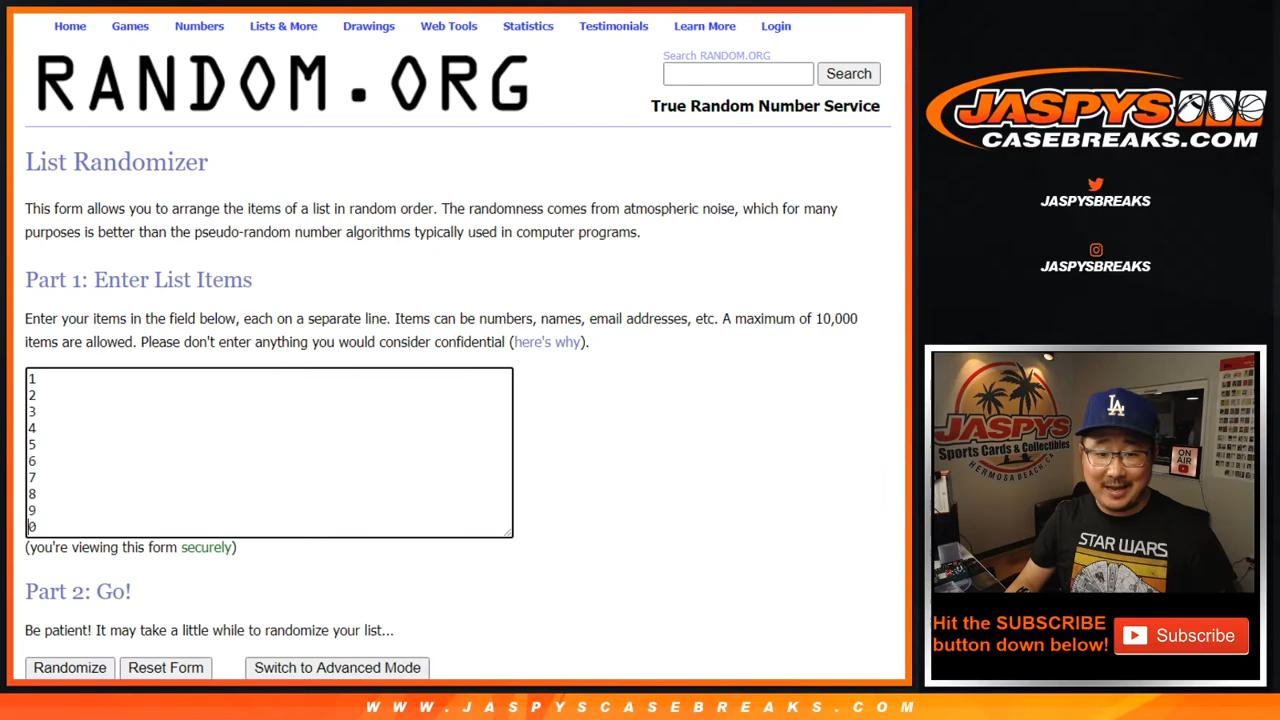 Home Games Numbers Lists & More Drawings Web Tools Statistics Testimonials Learn More Login
RANDOM.ORG
Search RANDOM.ORG
Search
True Random Number Service
List Randomizer
This form allows you to arrange the items of a list in random order. The randomness comes from atmospheric noise, which for many
purposes is better than the pseudo-random number algorithms typically used in computer programs.
Part 1: Enter List Items
Enter your items in the field below, each on a separate line. Items can be numbers, names, email addresses, etc. A maximum of 10,000
items are allowed. Please don't enter anything you would consider confidential (here's why).
1
2
3
4
5
6
7
8
9
0
(you're viewing this form securely)
Part 2: Go!
Be patient! It may take a little while to randomize your list...
Randomize Reset Form Switch to Advanced Mode
JASPYS
CASEBREAKS.COM
JASPYSBREAKS
JASPYSBREAKS
JASPYS
Sports Cards & Collectibles
HERMOSA BEACH, CA
LA
ON
AIR
STAR WARS
Hit the SUBSCRIBE
button down below!
Subscribe
WWW.JASPYSCASEBREAKS.COM